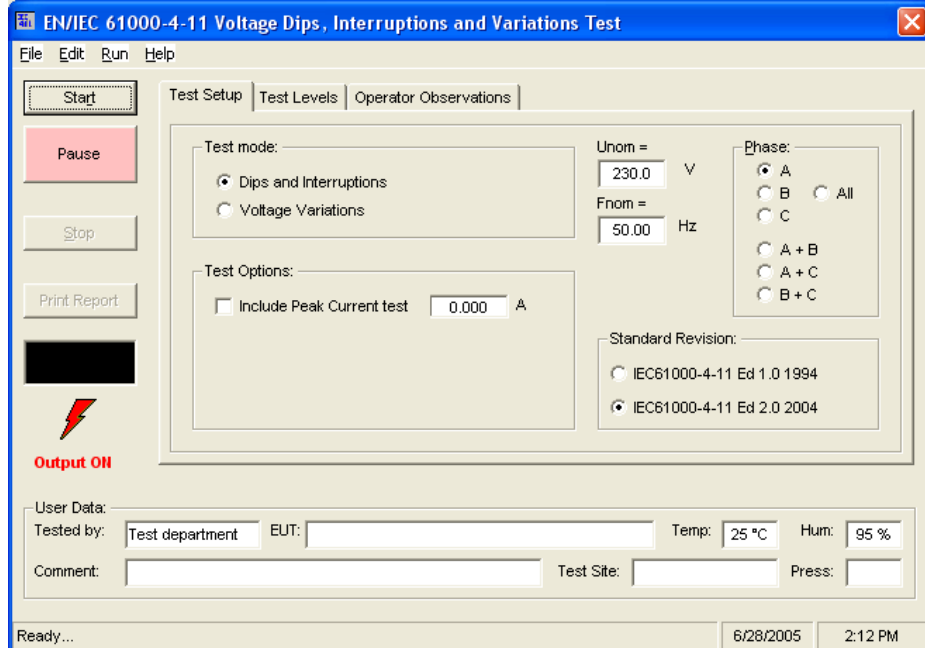 EN/IEC 61000-4-11 Voltage Dips, Interruptions and Variations Test
File Edit Run Help
Start
Pause
Stop
Print Report
Output ON
Test Setup Test Levels Operator Observations
Test mode:
Dips and Interruptions
Voltage Variations
Test Options:
Include Peak Current test 0.000 A
Unom =
230.0 V
Fnom =
50.00 Hz
Phase:
A
B All
C
A + B
A + C
B + C
Standard Revision:
IEC61000-4-11 Ed 1.0 1994
IEC61000-4-11 Ed 2.0 2004
User Data:
Tested by: Test department EUT: Temp: 25 °C Hum: 95 %
Comment: Test Site: Press:
Ready... 6/28/2005 2:12 PM